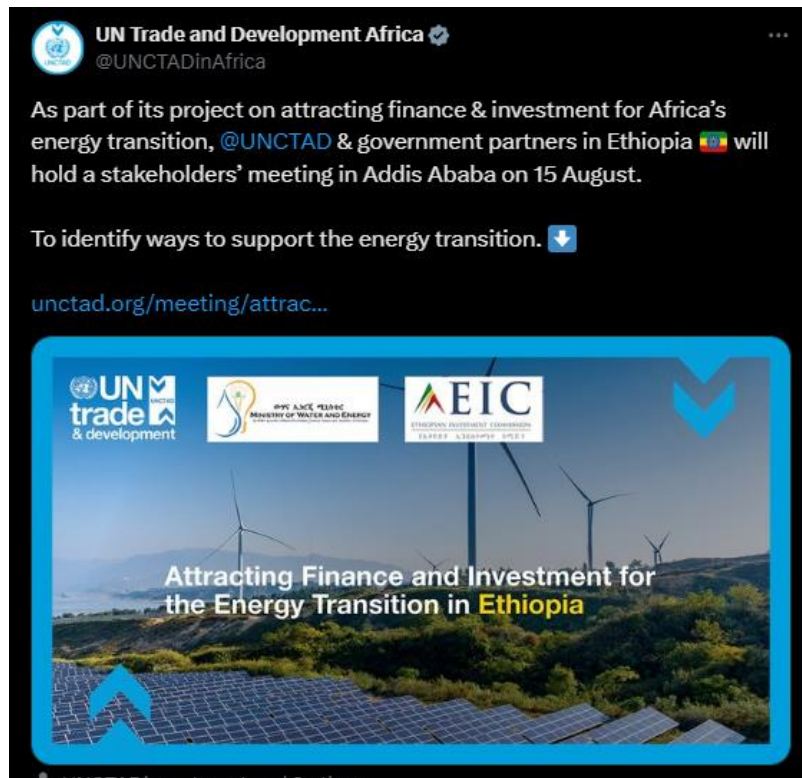 UN Trade and Development Africa
@UNCTADinAfrica
As part of its project on attracting finance & investment for Africa's
energy transition, @UNCTAD & government partners in Ethiopia 🇪🇹 will
hold a stakeholders' meeting in Addis Ababa on 15 August.
To identify ways to support the energy transition. ⬇️
unctad.org/meeting/attrac...
UN
trade
& development
UNCTAD
MINISTRY OF WATER AND ENERGY
EIC
ETHIOPIAN INVESTMENT COMMISSION
Attracting Finance and Investment for
the Energy Transition in Ethiopia